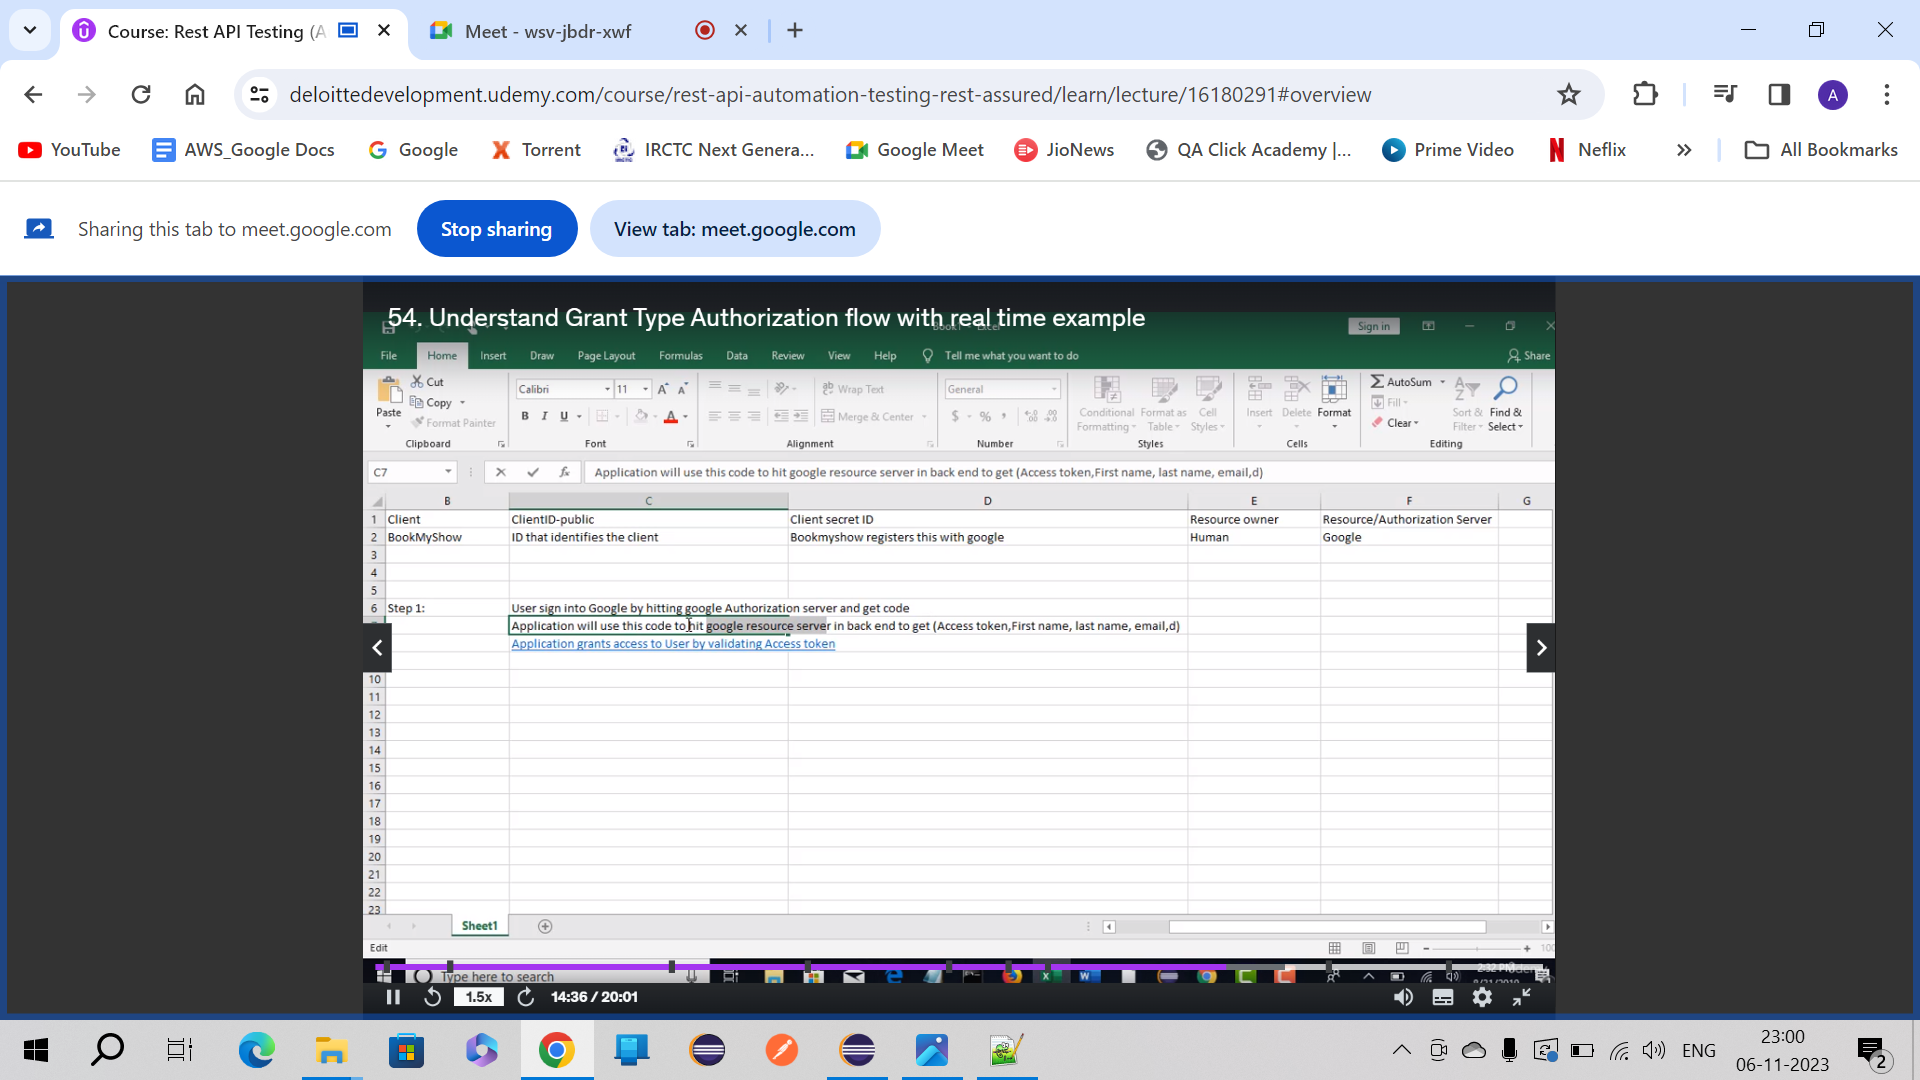 Course: Rest API Testing (A
Meet - wsv-jbdr-xwf
deloittedevelopment.udemy.com/course/rest-api-automation-testing-rest-assured/learn/lecture/16180291#overview
A
YouTube
AWS_Google Docs
Google
Torrent
IRCTC Next Genera...
Google Meet
JioNews
QA Click Academy |...
Prime Video
Neflix
All Bookmarks
Sharing this tab to meet.google.com
Stop sharing
View tab: meet.google.com
54. Understand Grant Type Authorization flow with real time example
Sign in
File Home Insert Draw Page Layout Formulas Data Review View Help Tell me what you want to do
Share
Paste
Cut
Copy
Format Painter
Clipboard
Calibri 11
B I U
Font
Wrap Text
Merge & Center
Alignment
General
Number
Conditional Formatting
Format as Table
Cell Styles
Styles
Insert Delete Format
Cells
AutoSum
Fill
Clear
Sort & Filter
Find & Select
Editing
C7
fx
Application will use this code to hit google resource server in back end to get (Access token,First name, last name, email,d)
B C D E F G
1 Client ClientID-public Client secret ID Resource owner Resource/Authorization Server
2 BookMyShow ID that identifies the client Bookmyshow registers this with google Human Google
3
4
5
6 Step 1: User sign into Google by hitting google Authorization server and get code
Application will use this code to hit google resource server in back end to get (Access token,First name, last name, email,d)
Application grants access to User by validating Access token
10
11
12
13
14
15
16
17
18
19
20
21
22
23
Sheet1
Edit
Type here to search
1.5x
14:36 / 20:01
ENG
23:00
06-11-2023
2